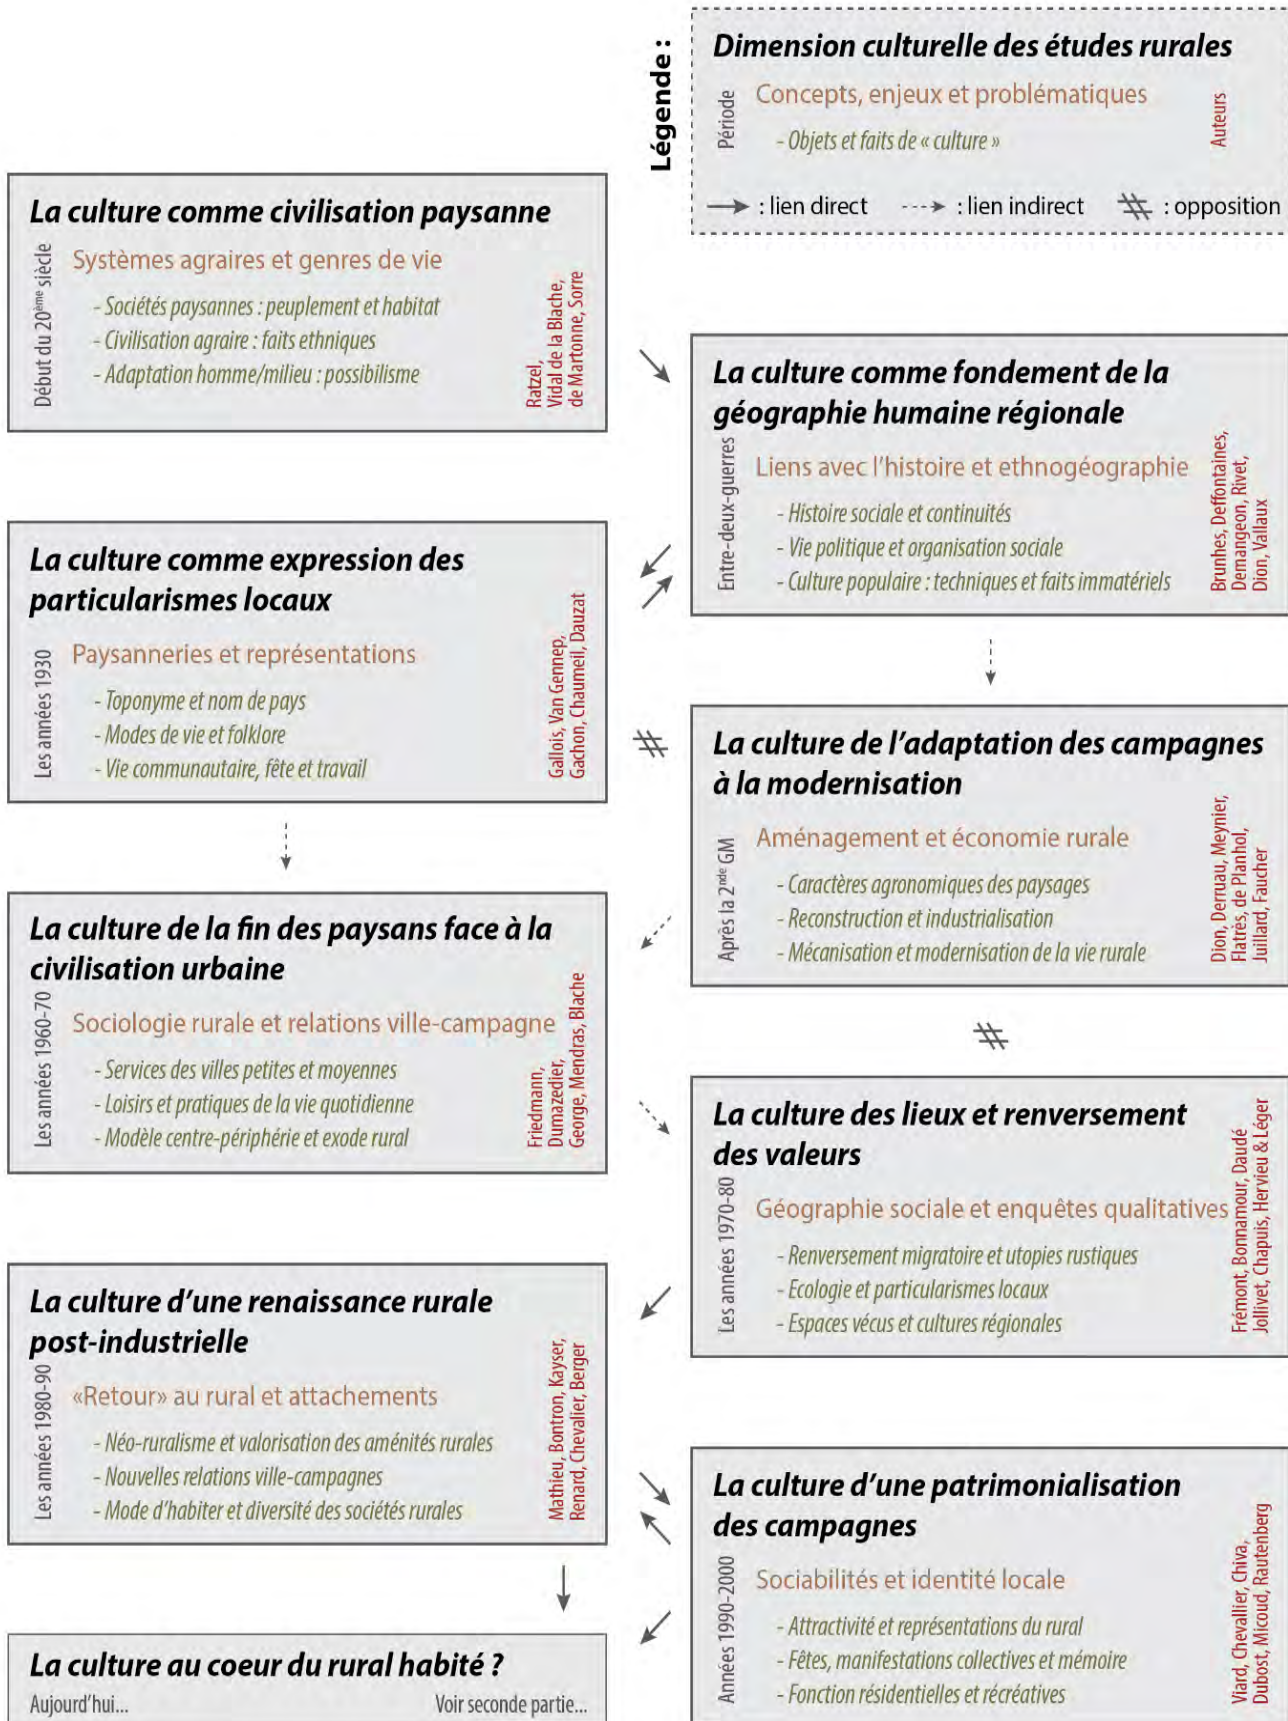 Légende :
Dimension culturelle des études rurales
Période
Concepts, enjeux et problématiques
- Objets et faits de « culture »
Auteurs
: lien direct
: lien indirect
: opposition
La culture comme civilisation paysanne
Début du 20ème siècle
Systèmes agraires et genres de vie
- Sociétés paysannes : peuplement et habitat
- Civilisation agraire : faits ethniques
- Adaptation homme/milieu : possibilisme
Ratzel,
Vidal de la Blache,
de Martonne, Sorre
La culture comme fondement de la
géographie humaine régionale
Entre-deux-guerres
Liens avec l'histoire et ethnogéographie
- Histoire sociale et continuités
- Vie politique et organisation sociale
- Culture populaire : techniques et faits immatériels
Brunhes, Deffontaines,
Demangeon, Rivet,
Dion, Vallaux
La culture comme expression des
particularismes locaux
Les années 1930
Paysanneries et représentations
- Toponyme et nom de pays
- Modes de vie et folklore
- Vie communautaire, fête et travail
Gallois, Van Gennep,
Gachon, Chaumeil, Dauzat
La culture de l'adaptation des campagnes
à la modernisation
Après la 2nde GM
Aménagement et économie rurale
- Caractères agronomiques des paysages
- Reconstruction et industrialisation
- Mécanisation et modernisation de la vie rurale
Dion, Derruau, Meynier,
Flatrès, de Planhol,
Juillard, Faucher
La culture de la fin des paysans face à la
civilisation urbaine
Les années 1960-70
Sociologie rurale et relations ville-campagne
- Services des villes petites et moyennes
- Loisirs et pratiques de la vie quotidienne
- Modèle centre-périphérie et exode rural
Friedmann,
Dumazedier,
George, Mendras, Blache
La culture des lieux et renversement
des valeurs
Les années 1970-80
Géographie sociale et enquêtes qualitatives
- Renversement migratoire et utopies rustiques
- Ecologie et particularismes locaux
- Espaces vécus et cultures régionales
Frémont, Bonnamour, Daudé
Jollivet, Chapuis, Hervieu & Léger
La culture d'une renaissance rurale
post-industrielle
Les années 1980-90
«Retour» au rural et attachements
- Néo-ruralisme et valorisation des aménités rurales
- Nouvelles relations ville-campagnes
- Mode d'habiter et diversité des sociétés rurales
Mathieu, Bontron, Kayser,
Renard, Chevalier, Berger
La culture d'une patrimonialisation
des campagnes
Années 1990-2000
Sociabilités et identité locale
- Attractivité et représentations du rural
- Fêtes, manifestations collectives et mémoire
- Fonction résidentielles et récréatives
Viard, Chevallier, Chiva,
Dubost, Micoud, Rautenberg
La culture au coeur du rural habité ?
Aujourd'hui...
Voir seconde partie...